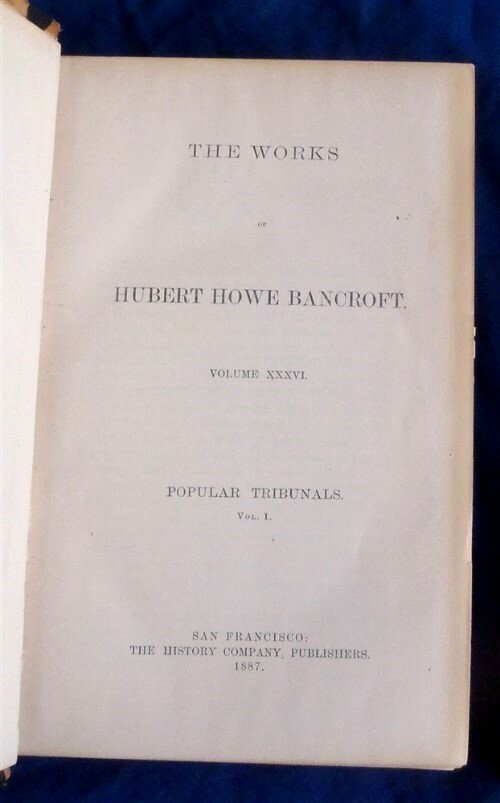 THE WORKS
OF
HUBERT HOWE BANCROFT.
VOLUME XXXVI.
POPULAR TRIBUNALS.
VOL. I.
SAN FRANCISCO:
THE HISTORY COMPANY, PUBLISHERS.
1887.